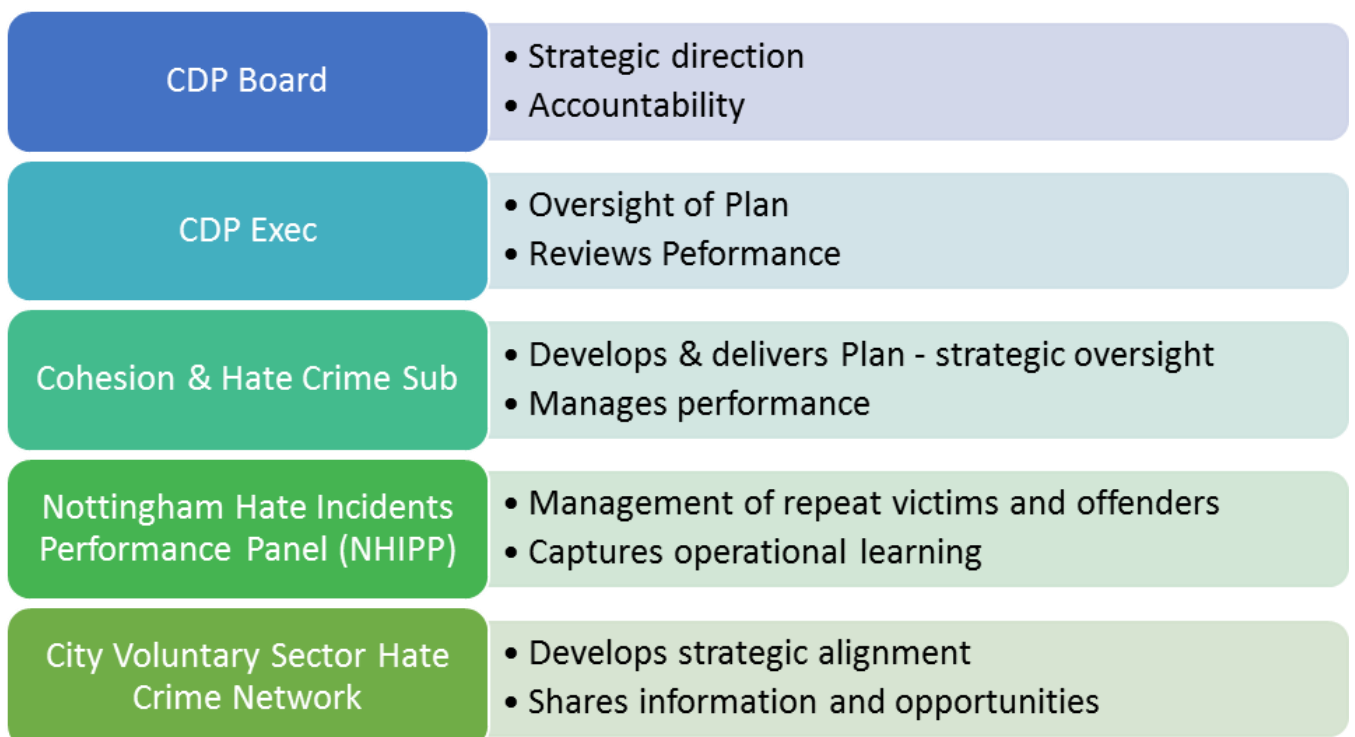 CDP Board
• Strategic direction
• Accountability
CDP Exec
• Oversight of Plan
• Reviews Peformance
Cohesion & Hate Crime Sub
• Develops & delivers Plan - strategic oversight
• Manages performance
Nottingham Hate Incidents
Performance Panel (NHIPP)
• Management of repeat victims and offenders
• Captures operational learning
City Voluntary Sector Hate
Crime Network
• Develops strategic alignment
• Shares information and opportunities